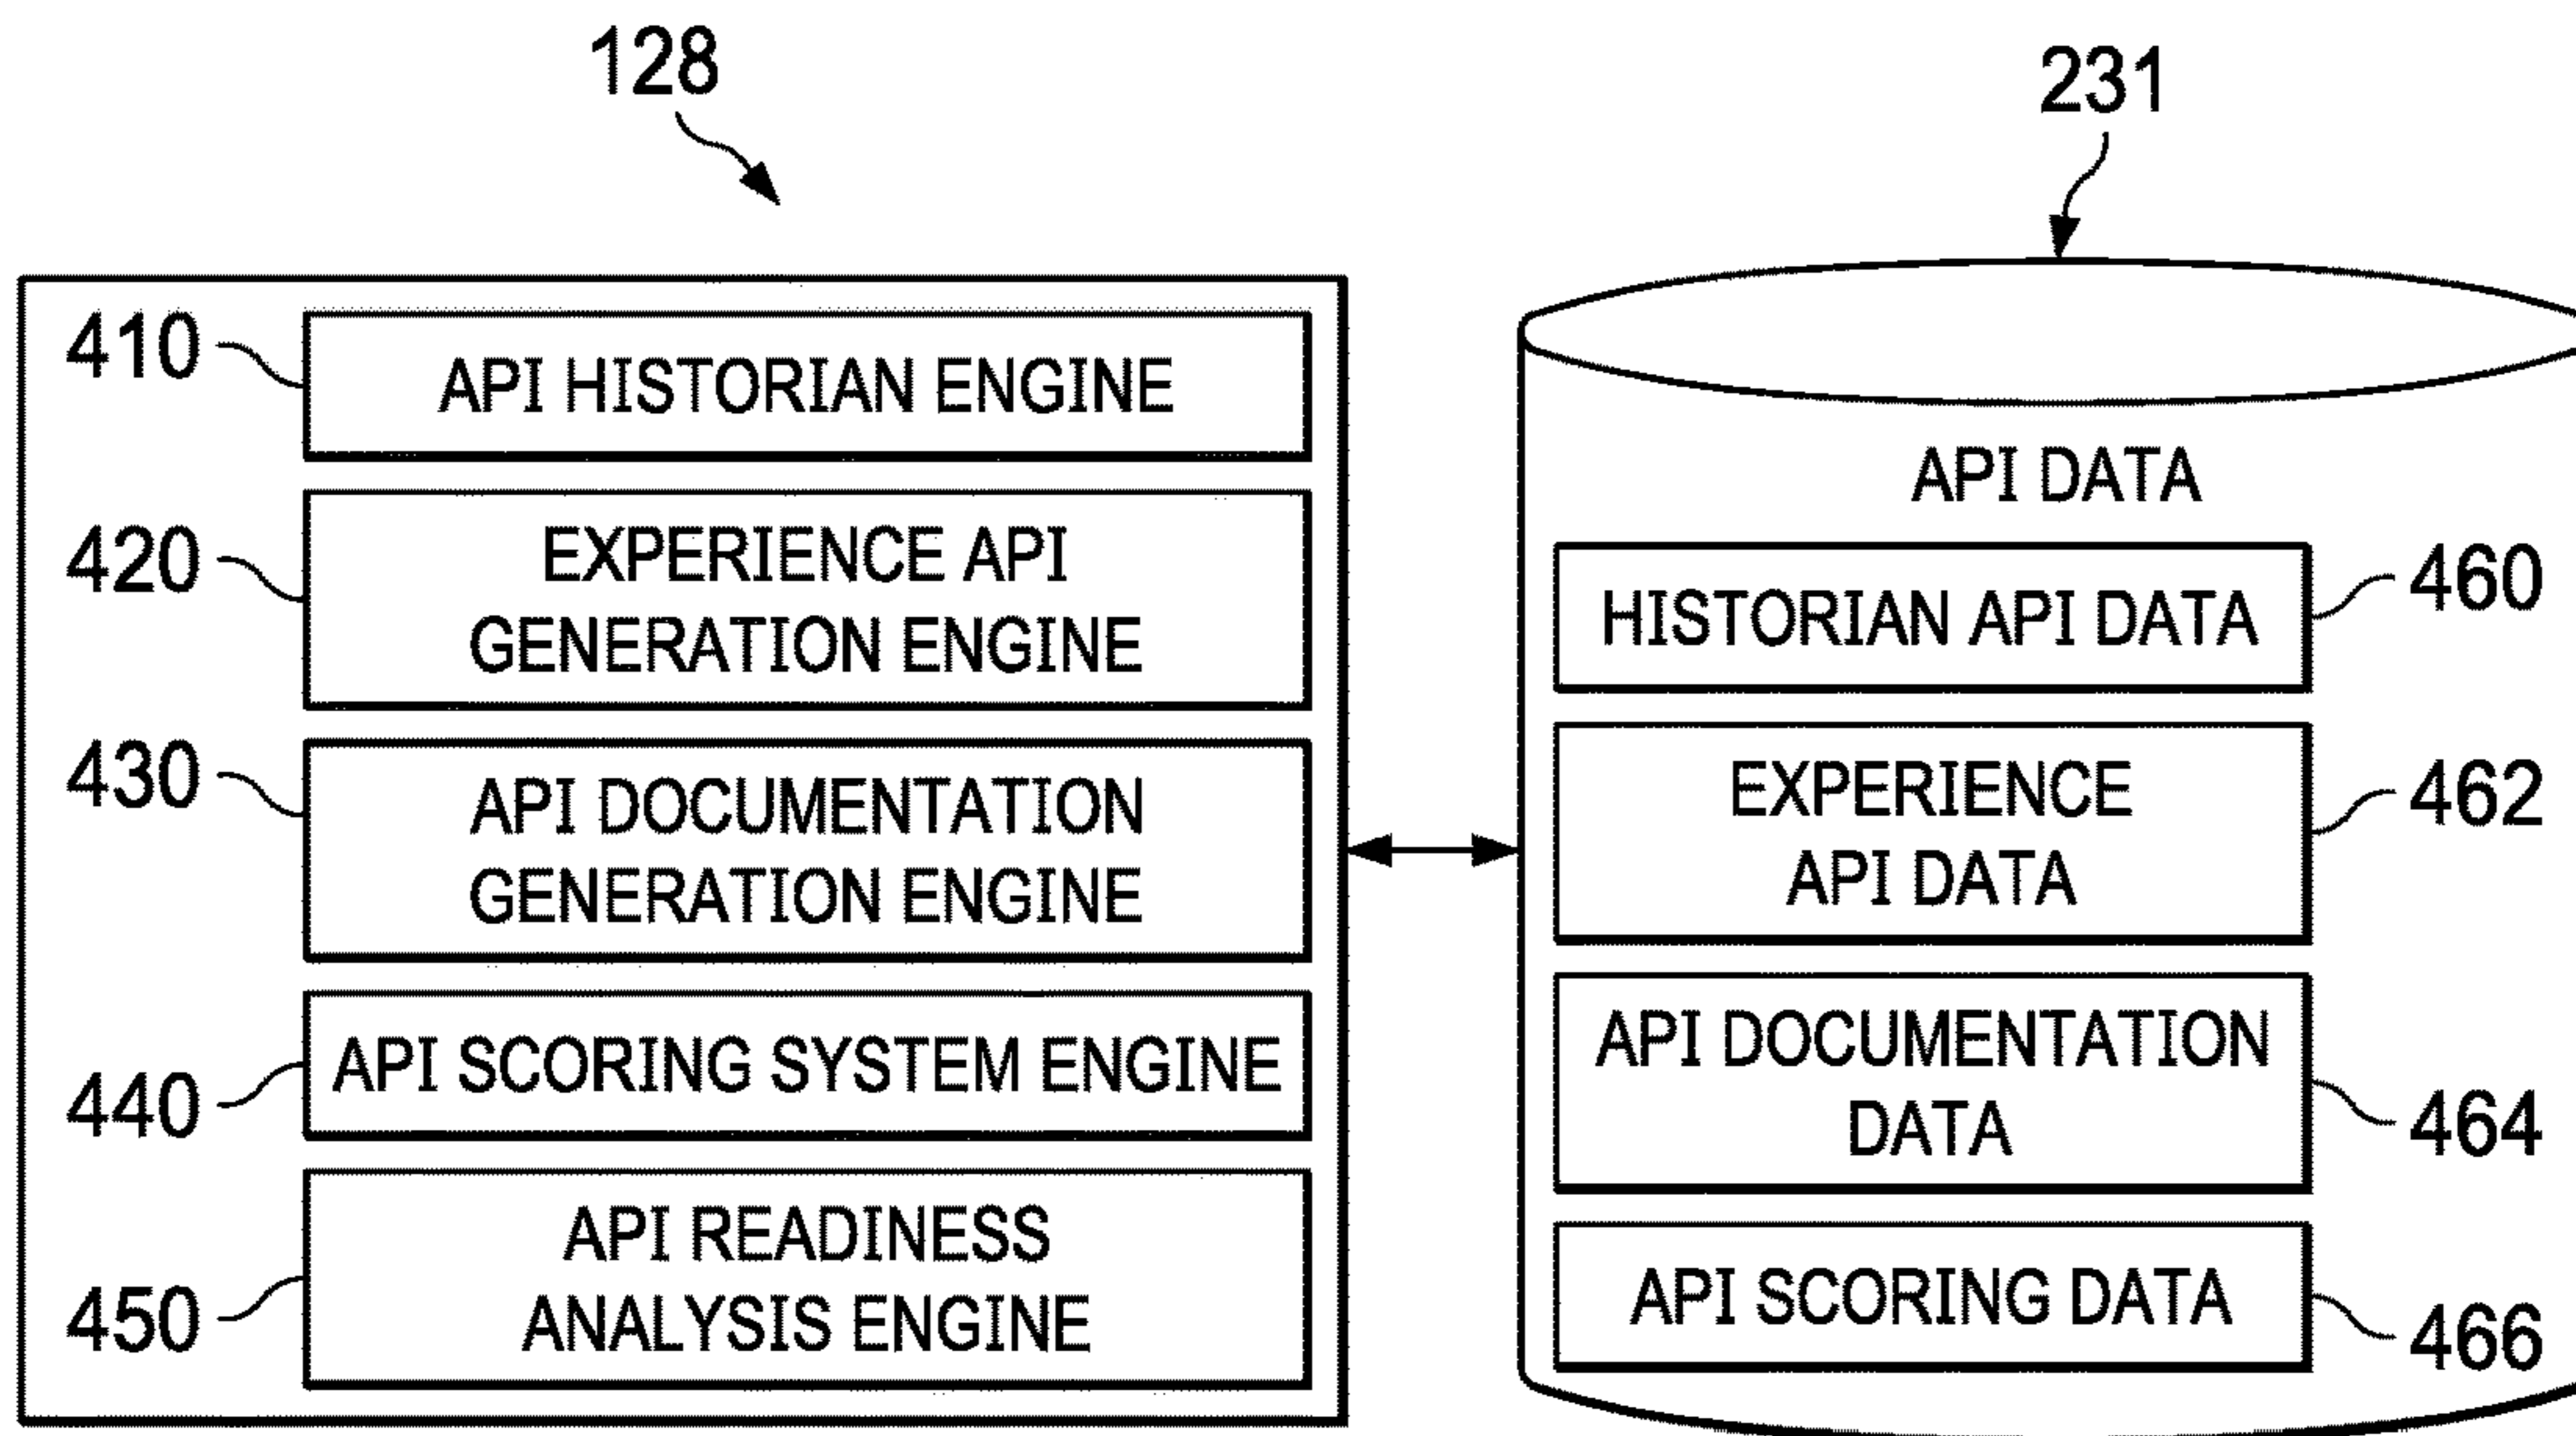 128
410
API HISTORIAN ENGINE
420
EXPERIENCE API
GENERATION ENGINE
430
API DOCUMENTATION
GENERATION ENGINE
440
API SCORING SYSTEM ENGINE
450
API READINESS
ANALYSIS ENGINE
231
API DATA
HISTORIAN API DATA
460
EXPERIENCE
API DATA
462
API DOCUMENTATION
DATA
464
API SCORING DATA
466